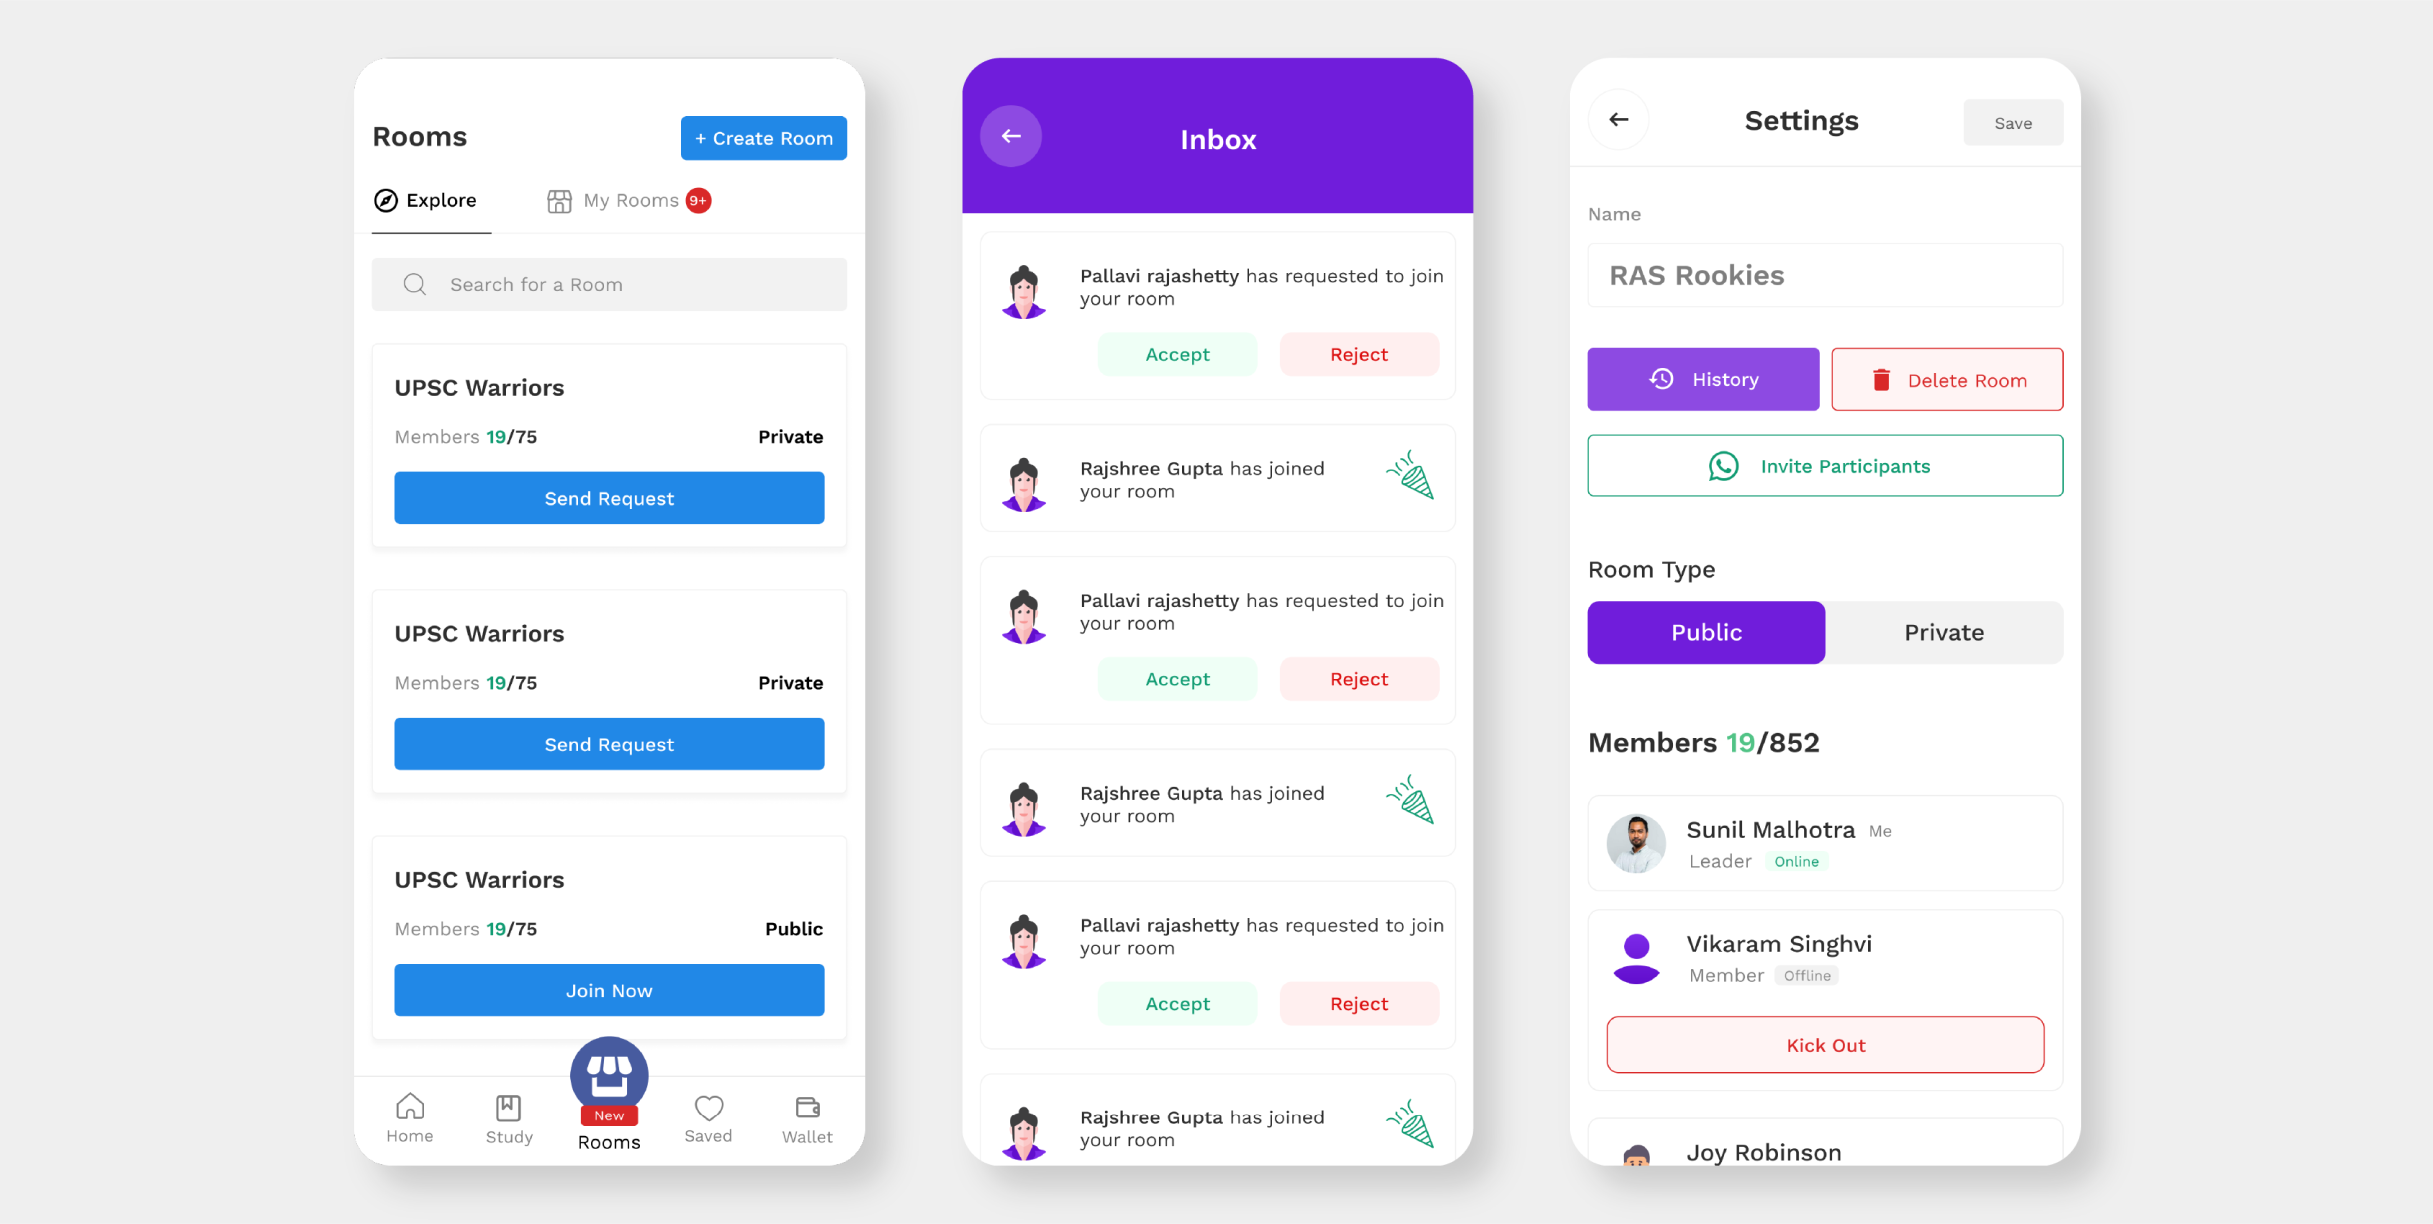 Rooms
+ Create Room
Explore
My Rooms 9+
Search for a Room
UPSC Warriors
Members 19/75 Private
Send Request
UPSC Warriors
Members 19/75 Private
Send Request
UPSC Warriors
Members 19/75 Public
Join Now
New
Home Study Rooms Saved Wallet
Inbox
Pallavi rajashetty has requested to join
your room
Accept Reject
Rajshree Gupta has joined
your room
Pallavi rajashetty has requested to join
your room
Accept Reject
Rajshree Gupta has joined
your room
Pallavi rajashetty has requested to join
your room
Accept Reject
Rajshree Gupta has joined
your room
Settings
Save
Name
RAS Rookies
History Delete Room
Invite Participants
Room Type
Public Private
Members 19/852
Sunil Malhotra Me
Leader Online
Vikaram Singhvi
Member Offline
Kick Out
Joy Robinson